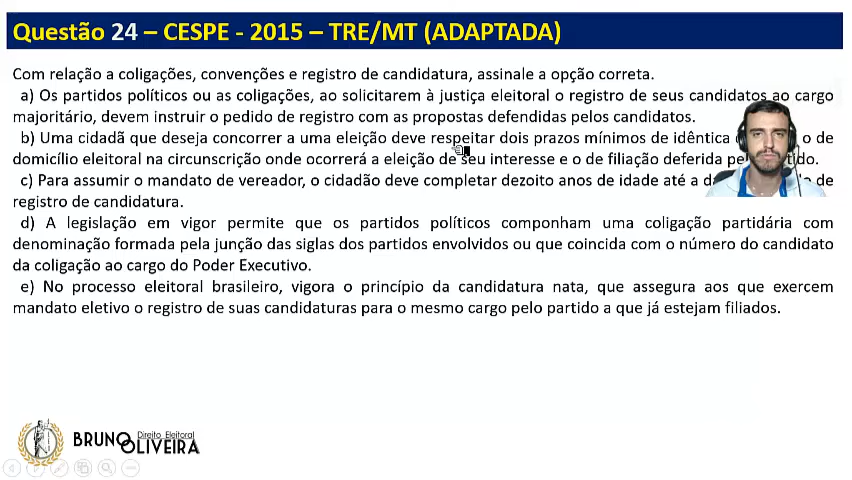 Questão 24 – CESPE - 2015 – TRE/MT (ADAPTADA)
Com relação a coligações, convenções e registro de candidatura, assinale a opção correta.
a) Os partidos políticos ou as coligações, ao solicitarem à justiça eleitoral o registro de seus candidatos ao cargo
majoritário, devem instruir o pedido de registro com as propostas defendidas pelos candidatos.
b) Uma cidadã que deseja concorrer a uma eleição deve respeitar dois prazos mínimos de idêntica o de
domicílio eleitoral na circunscrição onde ocorrerá a eleição de seu interesse e o de filiação deferida
c) Para assumir o mandato de vereador, o cidadão deve completar dezoito anos de idade até a de
registro de candidatura.
d) A legislação em vigor permite que os partidos políticos componham uma coligação partidária com
denominação formada pela junção das siglas dos partidos envolvidos ou que coincida com o número do candidato
da coligação ao cargo do Poder Executivo.
e) No processo eleitoral brasileiro, vigora o princípio da candidatura nata, que assegura aos que exercem
mandato eletivo o registro de suas candidaturas para o mesmo cargo pelo partido a que já estejam filiados.
Direito Eleitoral
BRUNO OLIVEIRA